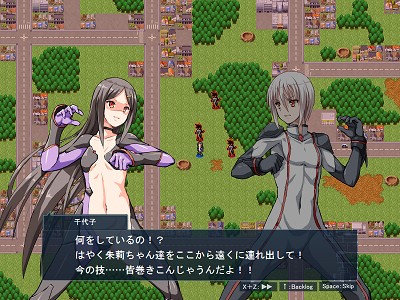 千代子
何をしているの！？
はやく朱莉ちゃん達をここから遠くに連れ出して！
今の技……皆巻きこんじゃうんだよ！！
X+Z: ▶▶ ↑:Backlog Space:Skip